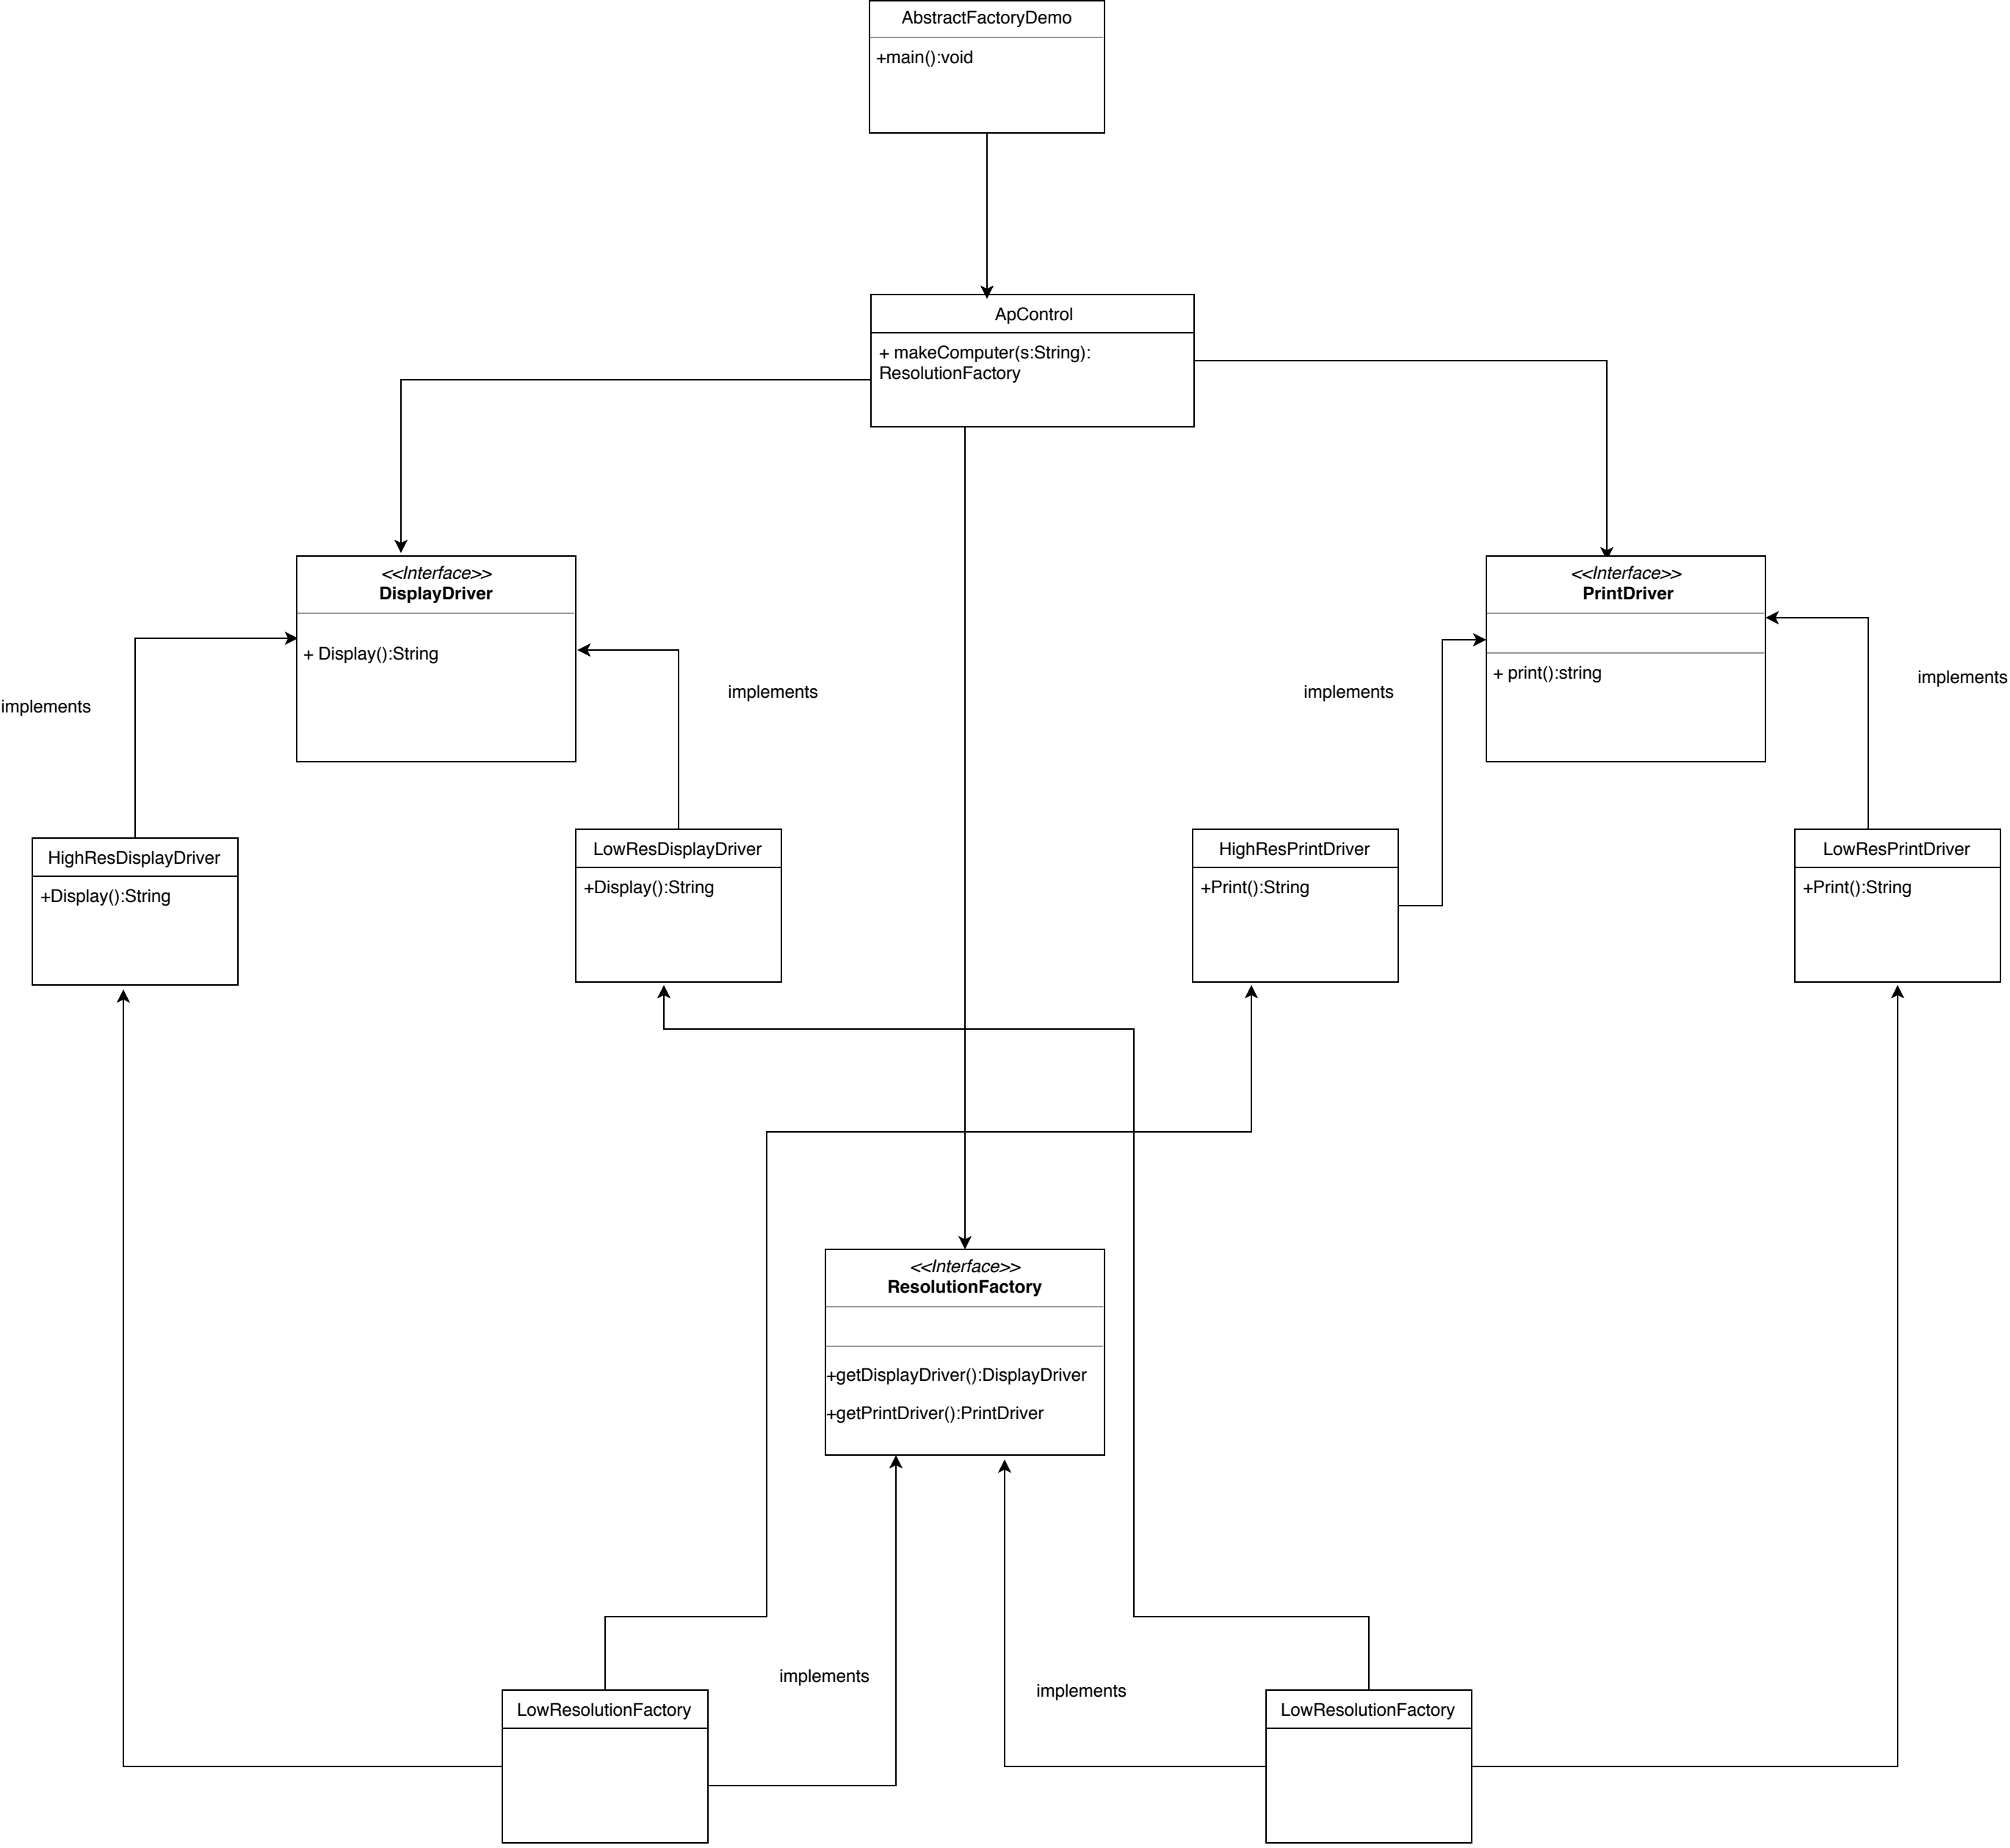 AbstractFactoryDemo
+main():void
ApControl
+ makeComputer(s:String):
ResolutionFactory
<<Interface>>
DisplayDriver
+ Display():String
<<Interface>>
PrintDriver
+ print():string
implements
implements
implements
implements
HighResDisplayDriver
+Display():String
LowResDisplayDriver
+Display():String
HighResPrintDriver
+Print():String
LowResPrintDriver
+Print():String
<<Interface>>
ResolutionFactory
+getDisplayDriver():DisplayDriver
+getPrintDriver():PrintDriver
implements
implements
LowResolutionFactory
LowResolutionFactory